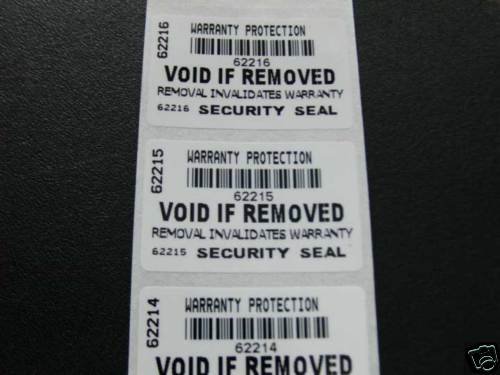 62216
WARRANTY PROTECTION
62216
VOID IF REMOVED
REMOVAL INVALIDATES WARRANTY
62216 SECURITY SEAL
62215
WARRANTY PROTECTION
62215
VOID IF REMOVED
REMOVAL INVALIDATES WARRANTY
62215 SECURITY SEAL
62214
WARRANTY PROTECTION
62214
VOID IF REMOVED